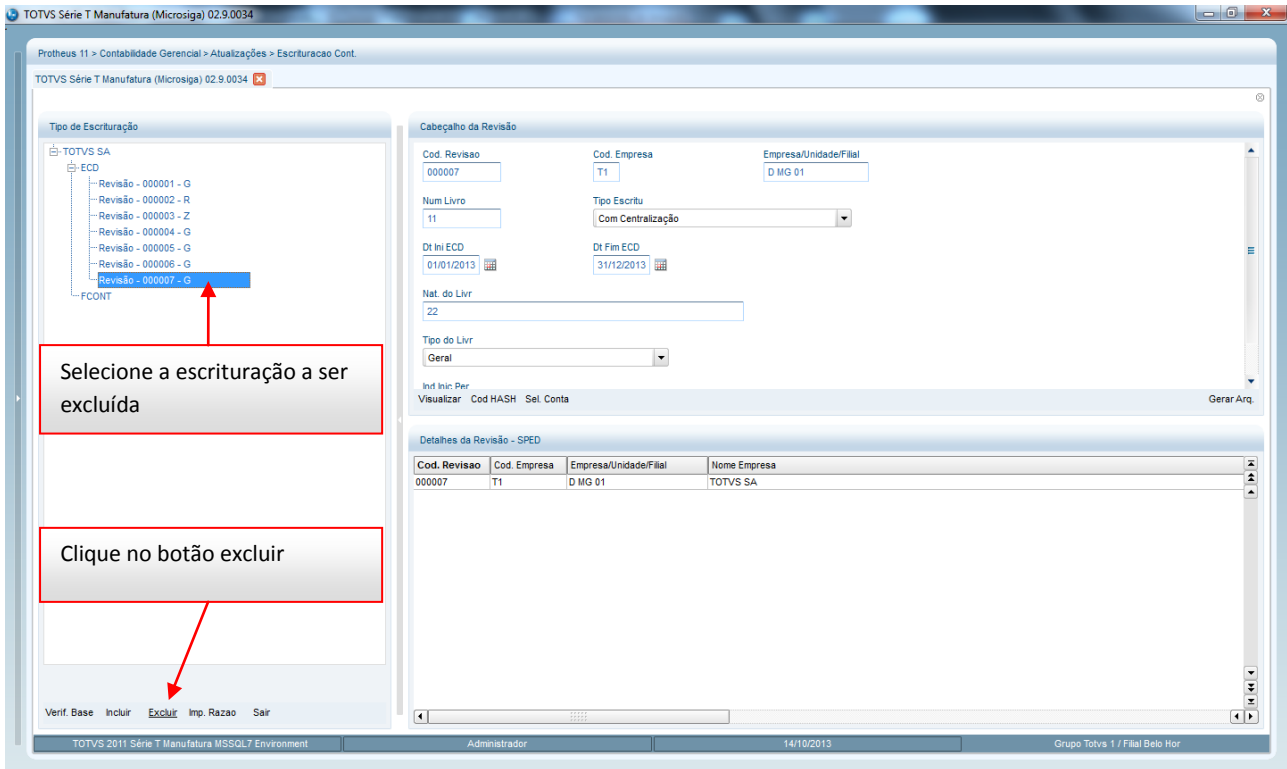 TOTVS Série T Manufatura (Microsiga) 02.9.0034
Protheus 11 > Contabilidade Gerencial > Atualizações > Escrituracao Cont.
TOTVS Série T Manufatura (Microsiga) 02.9.0034
Tipo de Escrituração
TOTVS SA
ECD
Revisão - 000001 - G
Revisão - 000002 - R
Revisão - 000003 - Z
Revisão - 000004 - G
Revisão - 000005 - G
Revisão - 000006 - G
Revisão - 000007 - G
FCONT
Selecione a escrituração a ser
excluída
Clique no botão excluir
Verif. Base Incluir Excluir Imp. Razao Sair
Cabeçalho da Revisão
Cod. Revisao Cod. Empresa Empresa/Unidade/Filial
000007 T1 D MG 01
Num Livro Tipo Escritu
11 Com Centralização
Dt Ini ECD Dt Fim ECD
01/01/2013 31/12/2013
Nat. do Livr
22
Tipo do Livr
Geral
Ind Inic Per
Visualizar Cod HASH Sel. Conta Gerar Arq.
Detalhes da Revisão - SPED
Cod. Revisao Cod. Empresa Empresa/Unidade/Filial Nome Empresa
000007 T1 D MG 01 TOTVS SA
TOTVS 2011 Série T Manufatura MSSQL7 Environment Administrador 14/10/2013 Grupo Totvs 1 / Filial Belo Hor